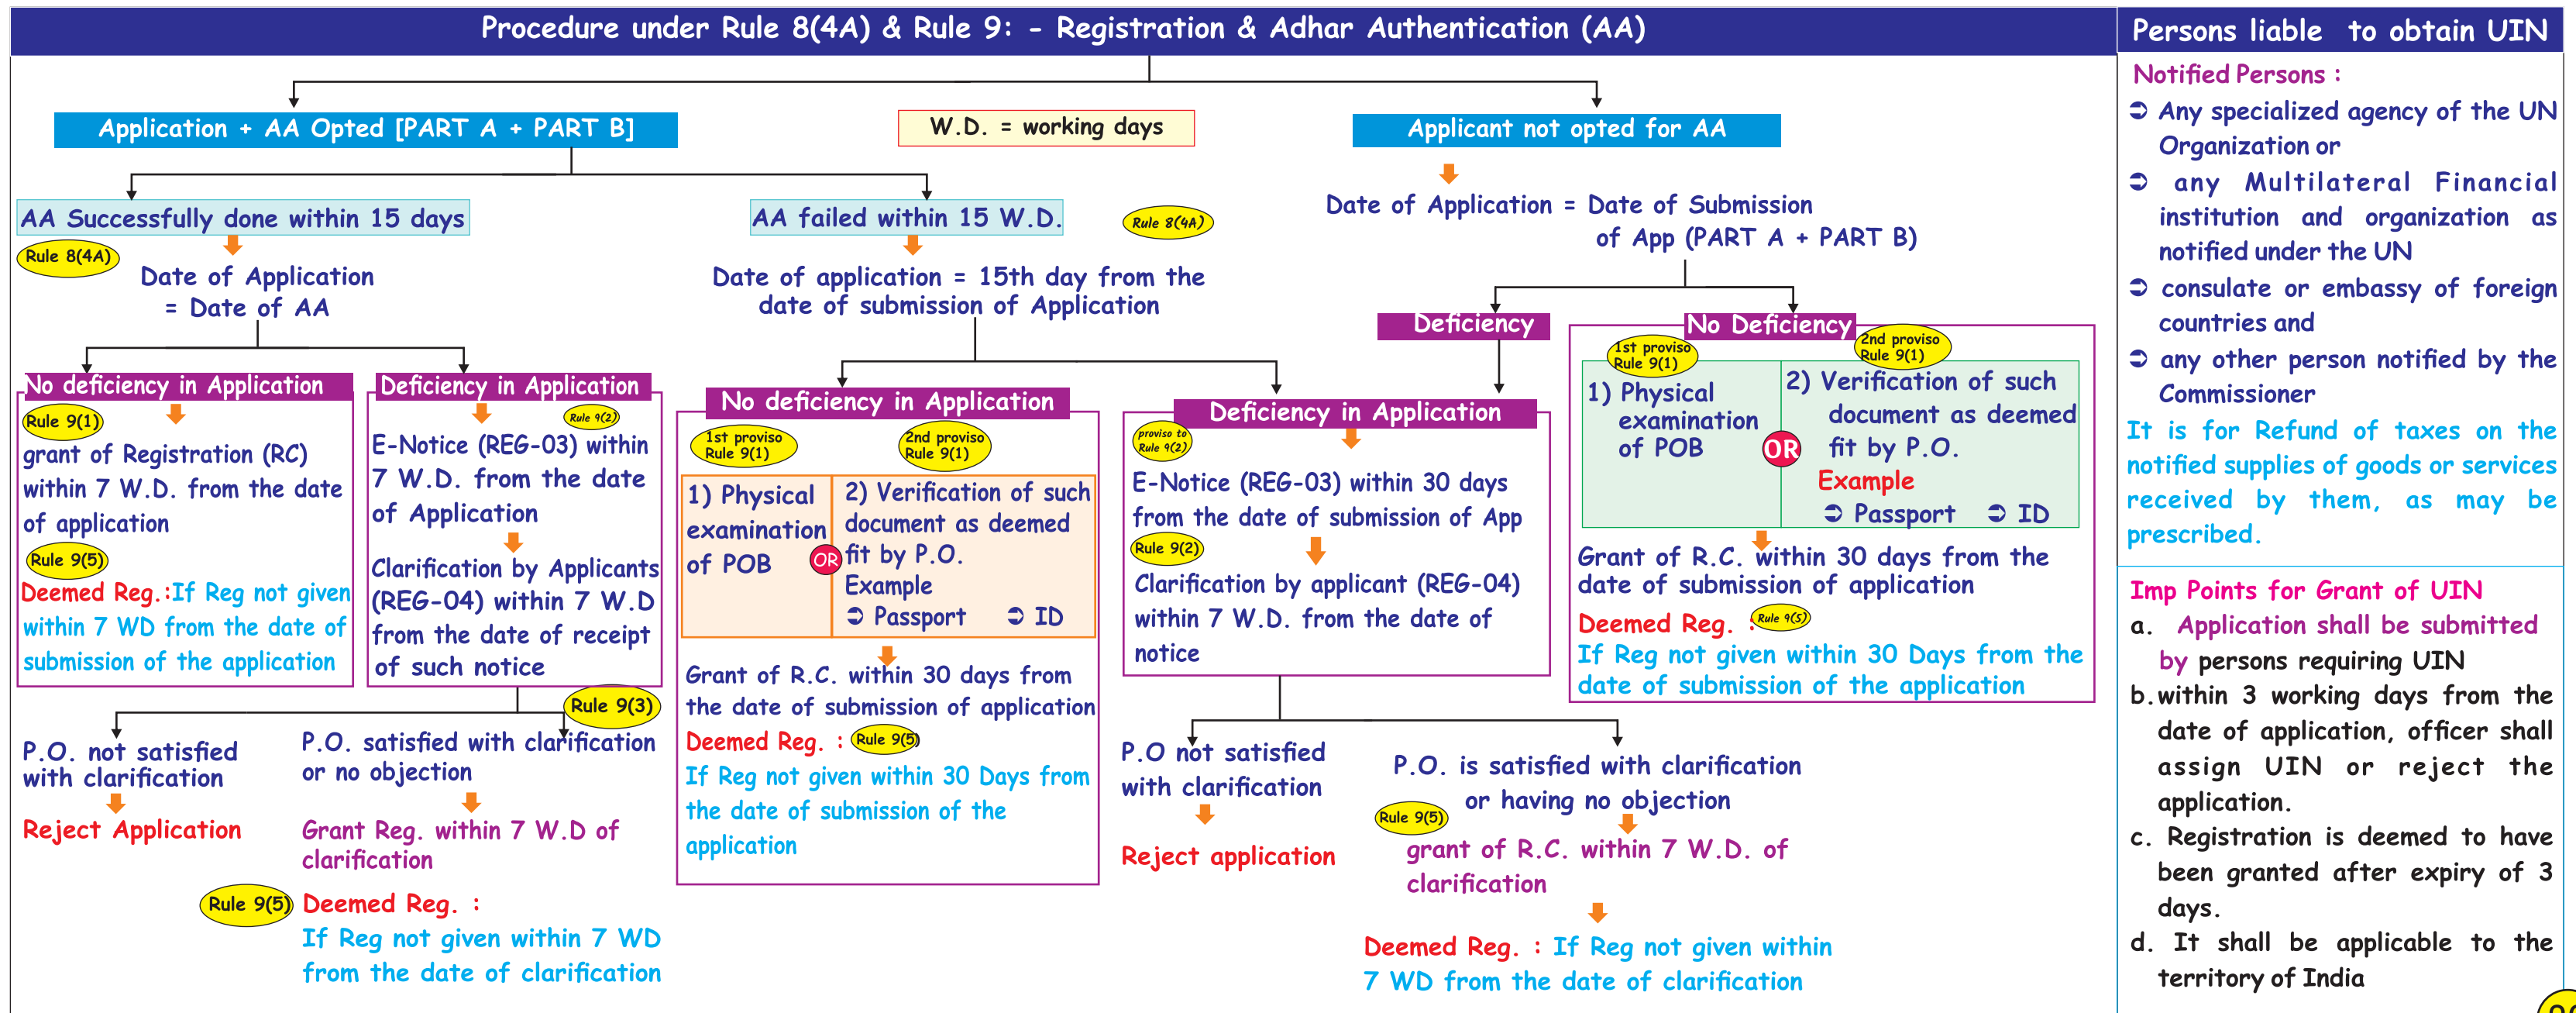 Procedure under Rule 8(4A) & Rule 9: - Registration & Adhar Authentication (AA)
Application + AA Opted [PART A + PART B]
W.D. = working days
Applicant not opted for AA
AA Successfully done within 15 days
Rule 8(4A)
Date of Application
= Date of AA
No deficiency in Application
Rule 9(1)
grant of Registration (RC)
within 7 W.D. from the date
of application
Rule 9(5)
Deemed Reg.:If Reg not given
within 7 WD from the date of
submission of the application
Deficiency in Application
Rule 9(2)
E-Notice (REG-03) within
7 W.D. from the date
of Application
Clarification by Applicants
(REG-04) within 7 W.D
from the date of receipt
of such notice
Rule 9(3)
P.O. not satisfied
with clarification
Reject Application
P.O. satisfied with clarification
or no objection
Grant Reg. within 7 W.D of
clarification
Rule 9(5)
Deemed Reg. :
If Reg not given within 7 WD
from the date of clarification
AA failed within 15 W.D.
Rule 8(4A)
Date of application = 15th day from the
date of submission of Application
No deficiency in Application
1st proviso
Rule 9(1)
2nd proviso
Rule 9(1)
1) Physical
examination
of POB
OR
2) Verification of such
document as deemed
fit by P.O.
Example
➲ Passport ➲ ID
Grant of R.C. within 30 days from
the date of submission of application
Deemed Reg. : Rule 9(5)
If Reg not given within 30 Days from
the date of submission of the
application
Deficiency in Application
proviso to
Rule 9(2)
E-Notice (REG-03) within 30 days
from the date of submission of App
Rule 9(2)
Clarification by applicant (REG-04)
within 7 W.D. from the date of
notice
P.O not satisfied
with clarification
Reject application
P.O. is satisfied with clarification
or having no objection
Rule 9(5)
grant of R.C. within 7 W.D. of
clarification
Deemed Reg. : If Reg not given within
7 WD from the date of clarification
Date of Application = Date of Submission
of App (PART A + PART B)
Deficiency
No Deficiency
1st proviso
Rule 9(1)
2nd proviso
Rule 9(1)
1) Physical
examination
of POB
OR
2) Verification of such
document as deemed
fit by P.O.
Example
➲ Passport ➲ ID
Grant of R.C. within 30 days from the
date of submission of application
Deemed Reg. : Rule 9(5)
If Reg not given within 30 Days from the
date of submission of the application
Persons liable to obtain UIN
Notified Persons :
➲ Any specialized agency of the UN
Organization or
➲ any Multilateral Financial
institution and organization as
notified under the UN
➲ consulate or embassy of foreign
countries and
➲ any other person notified by the
Commissioner
It is for Refund of taxes on the
notified supplies of goods or services
received by them, as may be
prescribed.
Imp Points for Grant of UIN
a. Application shall be submitted
by persons requiring UIN
b.within 3 working days from the
date of application, officer shall
assign UIN or reject the
application.
c. Registration is deemed to have
been granted after expiry of 3
days.
d. It shall be applicable to the
territory of India